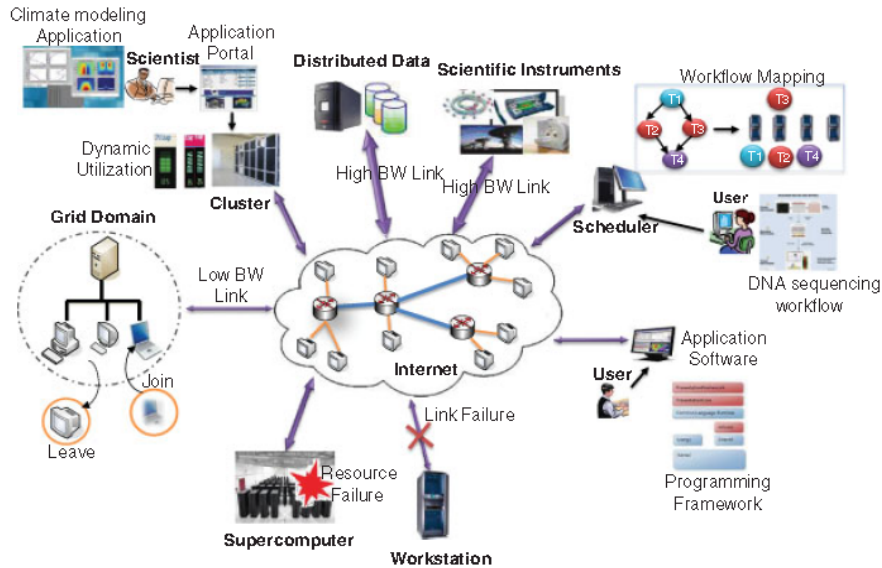 Climate modeling
Application
Scientist
Application
Portal
Distributed Data
Scientific Instruments
Workflow Mapping
T1
T2
T3
T4
T3
T1
T2
T4
Dynamic
Utilization
Cluster
High BW Link
High BW Link
Scheduler
User
DNA sequencing
workflow
Grid Domain
Low BW
Link
Internet
Application
Software
User
Join
Leave
Link Failure
Resource
Failure
Supercomputer
Workstation
Programming
Framework